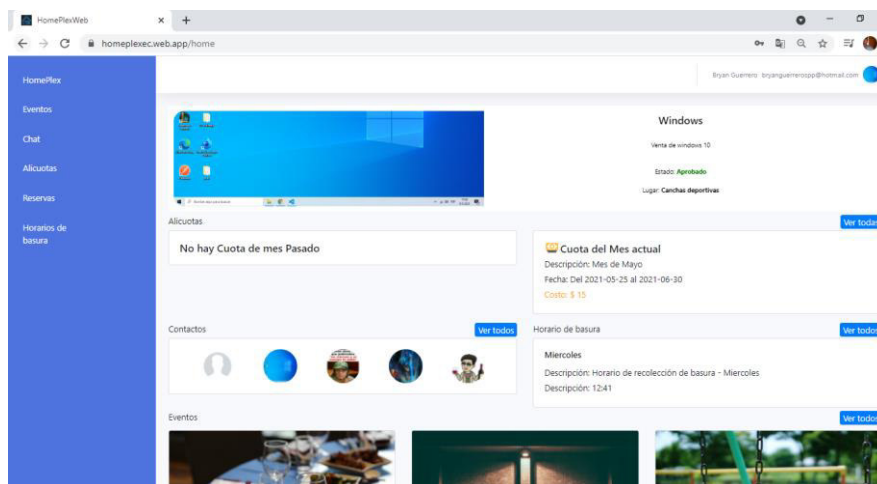 HomePlexWeb
homeplexec.web.app/home
Bryan Guerrero bryanguerrerospp@hotmail.com
HomePlex
Eventos
Chat
Alicuotas
Reservas
Horarios de
basura
Windows
Venta de windows 10
Estado: Aprobado
Lugar: Canchas deportivas
Alicuotas
Ver todas
No hay Cuota de mes Pasado
Cuota del Mes actual
Descripción: Mes de Mayo
Fecha: Del 2021-05-25 al 2021-06-30
Costo: $ 15
Contactos
Ver todos
Horario de basura
Ver todos
Miercoles
Descripción: Horario de recolección de basura - Miercoles
Descripción: 12:41
Eventos
Ver todos